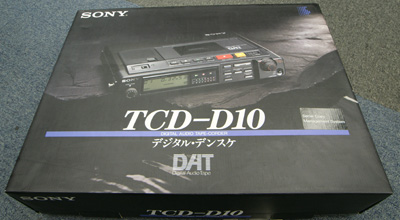 SONY
TCD-D10
DIGITAL AUDIO TAPE-CORDER
デジタル・デンスケ
DAT
Digital Audio Tape
SONY
TCD-D10